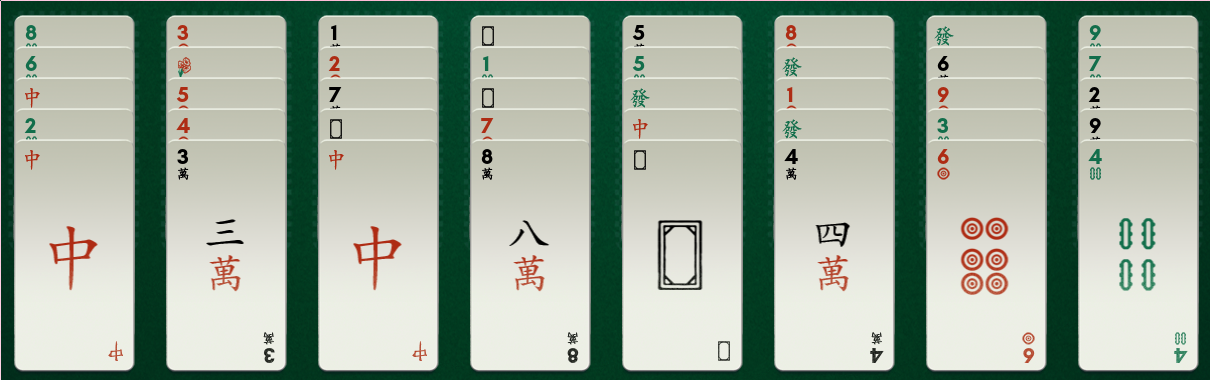 8 3 1 5 8 發 9
6 1 2 5 發 6 7
中 5 7 發 1 9 2
2 4 7 中 發 3 9
中 3 萬 中 8 萬 4 萬 6 4
中 三 萬 中 八 萬 四 萬
中 3 萬 中 8 萬 4 萬 6 4